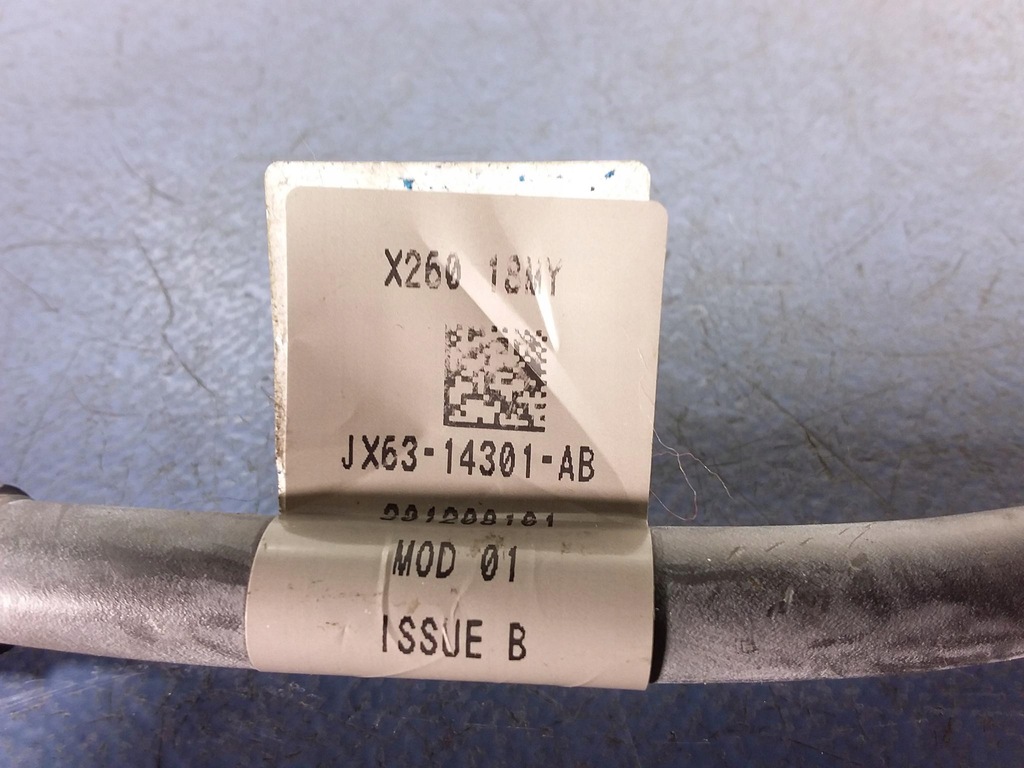 X260 18MY
JX63-14301-AB
MOD 01
ISSUE B